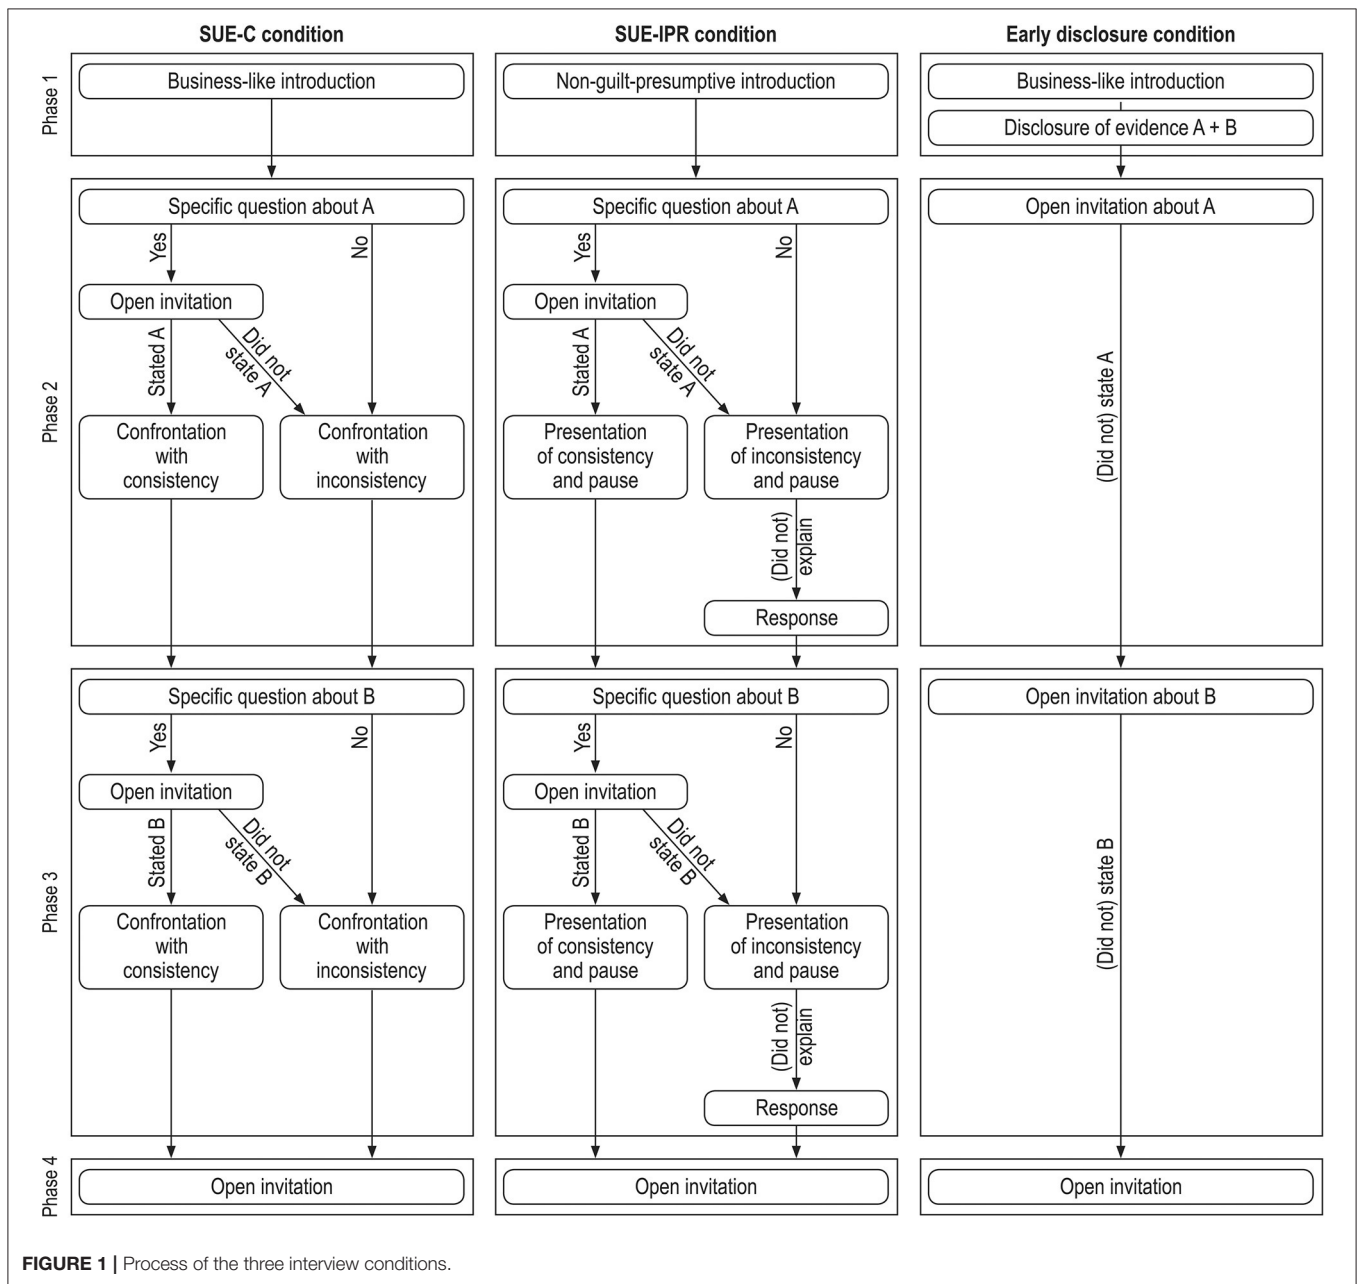 SUE-C condition
SUE-IPR condition
Early disclosure condition
Phase 1
Business-like introduction
Non-guilt-presumptive introduction
Business-like introduction
Disclosure of evidence A + B
Phase 2
Specific question about A
Yes
No
Open invitation
Stated A
Did not
state A
Confrontation
with
consistency
Confrontation
with
inconsistency
Specific question about A
Yes
No
Open invitation
Stated A
Did not
state A
Presentation
of consistency
and pause
Presentation
of inconsistency
and pause
(Did not)
explain
Response
Open invitation about A
(Did not) state A
Phase 3
Specific question about B
Yes
No
Open invitation
Stated B
Did not
state B
Confrontation
with
consistency
Confrontation
with
inconsistency
Specific question about B
Yes
No
Open invitation
Stated B
Did not
state B
Presentation
of consistency
and pause
Presentation
of inconsistency
and pause
(Did not)
explain
Response
Open invitation about B
(Did not) state B
Phase 4
Open invitation
Open invitation
Open invitation
FIGURE 1 | Process of the three interview conditions.